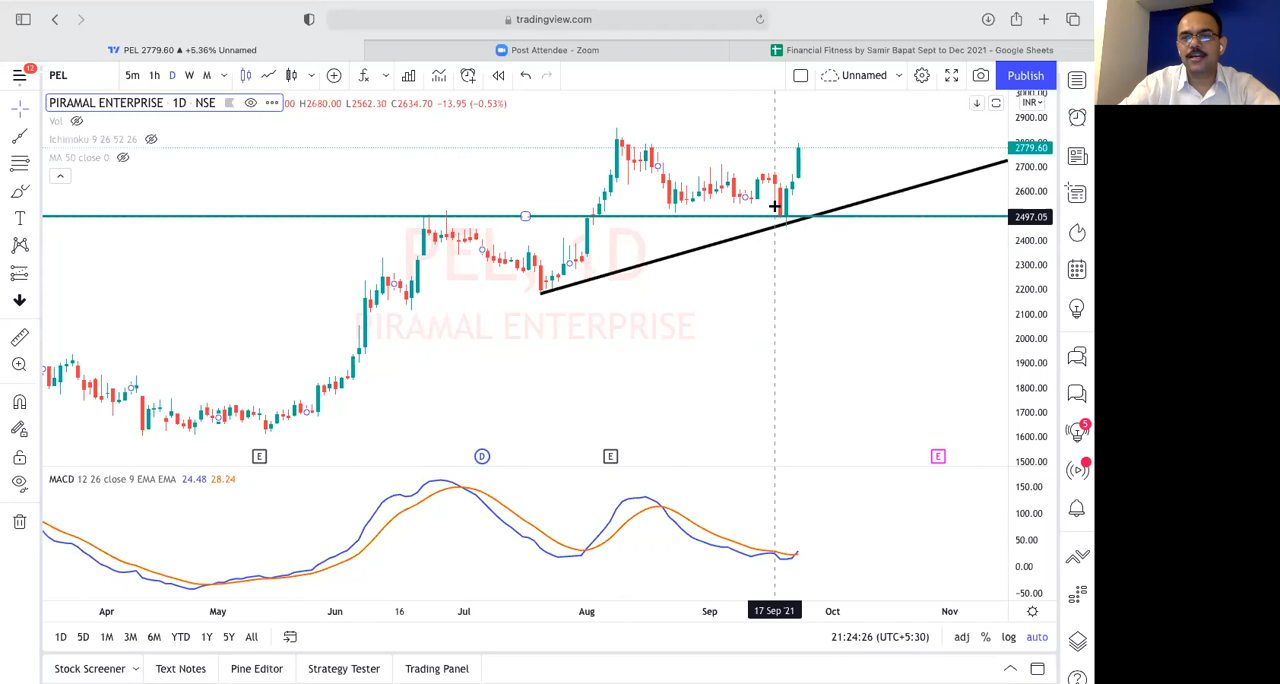 tradingview.com
PEL 2779.60 ▲ +5.36% Unnamed
Post Attendee - Zoom
Financial Fitness by Samir Bapat Sept to Dec 2021 - Google Sheets
12
PEL
5m 1h D W M
Unnamed
Publish
PIRAMAL ENTERPRISE · 1D · NSE
00 H2680.00 L2562.30 C2634.70 −13.95 (−0.53%)
INR
Vol
Ichimoku 9 26 52 26
MA 50 close 0
2900.00
2779.60
2700.00
2600.00
2497.05
2400.00
2300.00
2200.00
2100.00
2000.00
1900.00
1800.00
1700.00
1600.00
1500.00
PEL, 1D
PIRAMAL ENTERPRISE
E
D
E
E
MACD 12 26 close 9 EMA EMA 24.48 28.24
150.00
100.00
50.00
0.00
−50.00
5
Apr May Jun 16 Jul Aug Sep 17 Sep '21 Oct Nov
1D 5D 1M 3M 6M YTD 1Y 5Y All
21:24:26 (UTC+5:30)
adj % log auto
Stock Screener Text Notes Pine Editor Strategy Tester Trading Panel